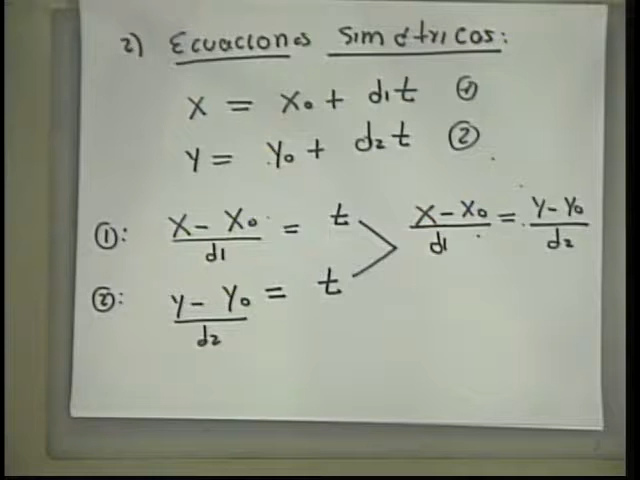 2) Ecuaciones Simétricas:
x = x₀ + d₁t ①
y = y₀ + d₂t ②
①: (x - x₀)/d₁ = t > (x - x₀)/d₁ = (y - y₀)/d₂
②: (y - y₀)/d₂ = t